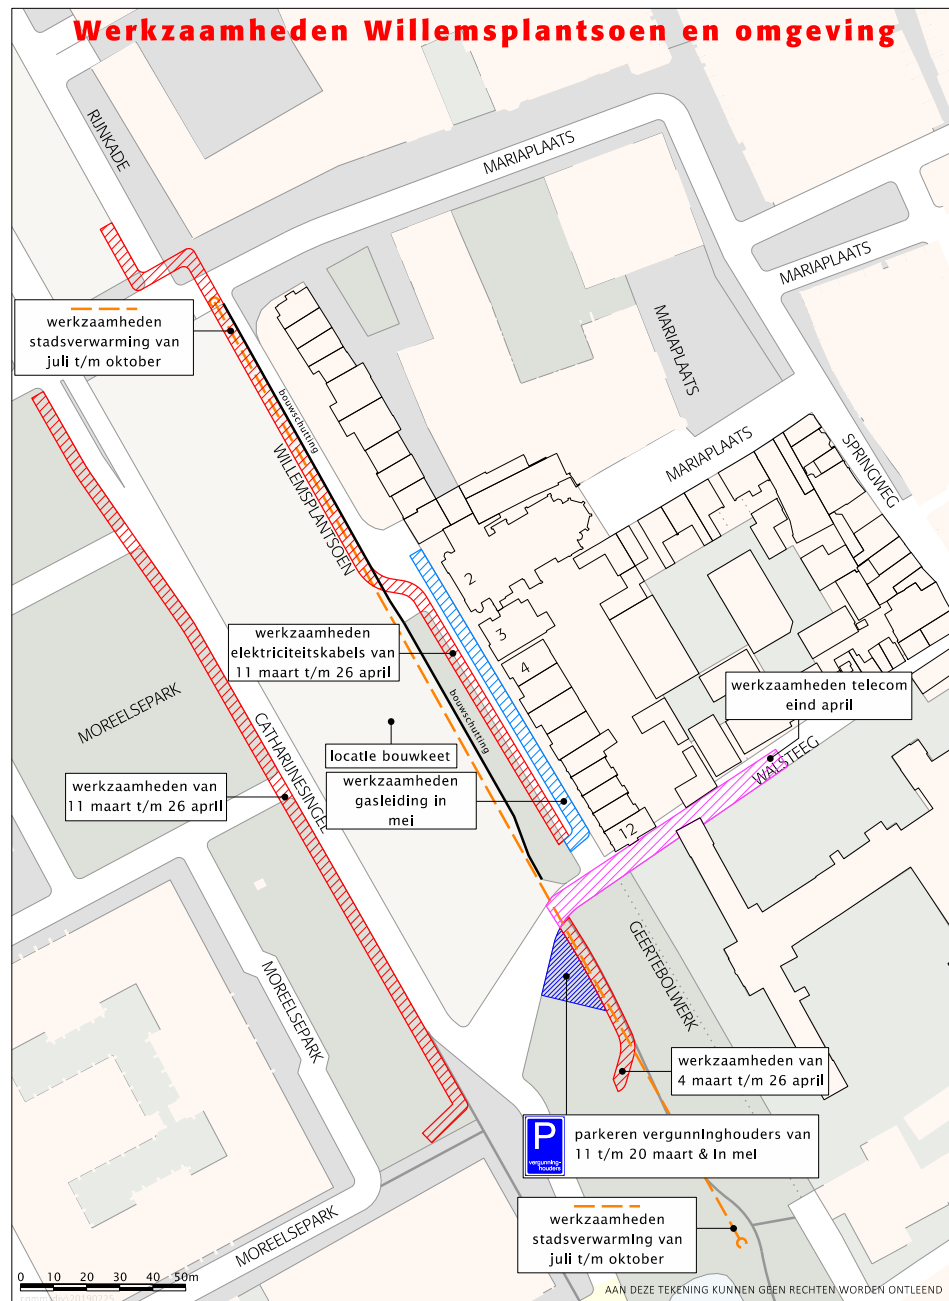 Werkzaamheden Willemsplantsoen en omgeving
RIJNKADE
MARIAPLAATS
MARIAPLAATS
MARIAPLAATS
MARIAPLAATS
SPRINGWEG
werkzaamheden
stadsverwarming van
juli t/m oktober
bouwschutting
WILLEMSPLANTSOEN
2
3
4
12
werkzaamheden
elektriciteitskabels van
11 maart t/m 26 april
bouwschutting
werkzaamheden telecom
eind april
WALSTEEG
MOREELSEPARK
CATHARIJNESINGEL
locatie bouwkeet
werkzaamheden van
11 maart t/m 26 april
werkzaamheden
gasleiding in
mei
GEERTEBOLWERK
MOREELSEPARK
werkzaamheden van
4 maart t/m 26 april
P
vergunning-
houders
parkeren vergunninghouders van
11 t/m 20 maart & in mei
MOREELSEPARK
werkzaamheden
stadsverwarming van
juli t/m oktober
0 10 20 30 40 50m
AAN DEZE TEKENING KUNNEN GEEN RECHTEN WORDEN ONTLEEND